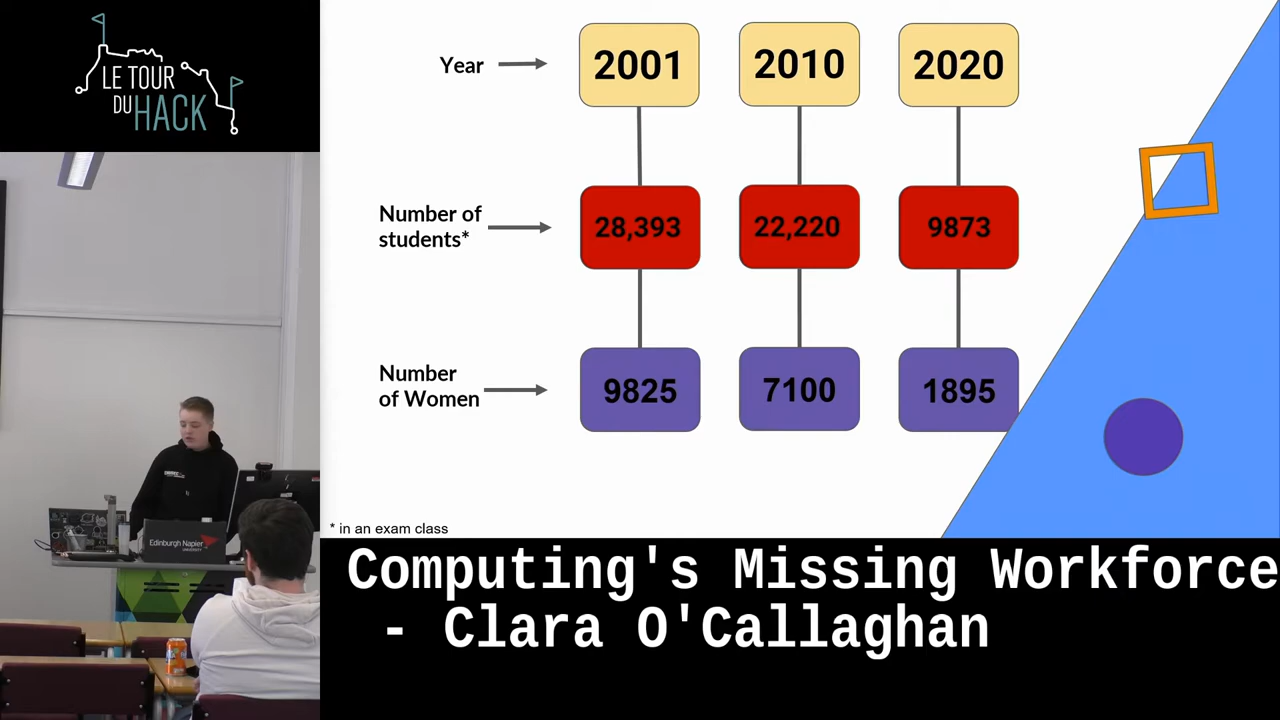 LE TOUR
DU HACK
Year
2001
2010
2020
Number of
students*
28,393
22,220
9873
Number
of Women
9825
7100
1895
* in an exam class
Edinburgh Napier
UNIVERSITY
Computing's Missing Workforce
- Clara O'Callaghan